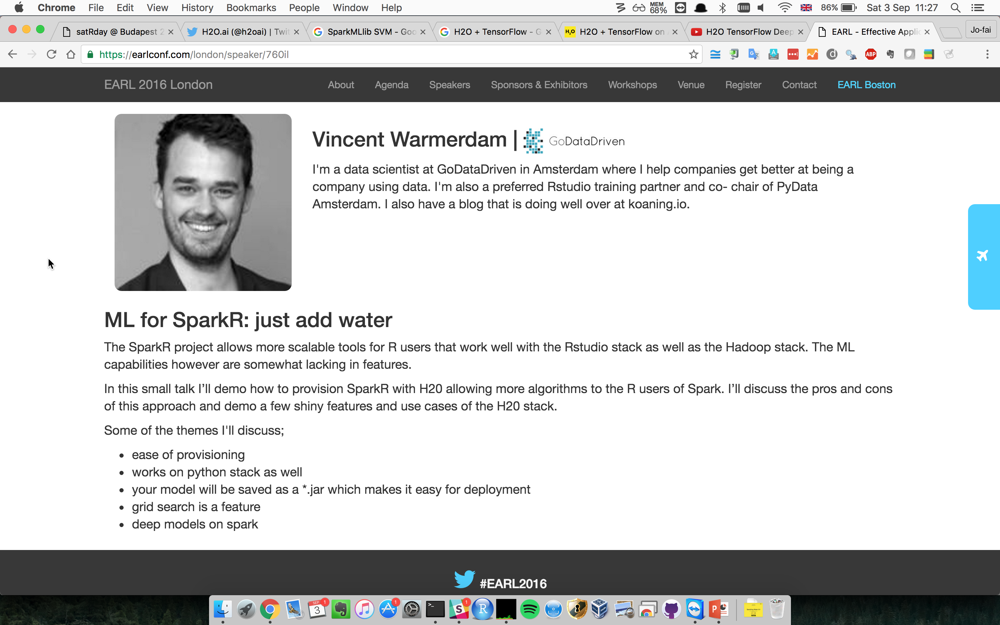 Chrome File Edit View History Bookmarks People Window Help MEM 68% 86% Sat 3 Sep 11:27
satRday @ Budapest 2 H2O.ai (@h2oai) | Twit SparkMLlib SVM - Goo H2O + TensorFlow - G H2O H2O + TensorFlow on H2O TensorFlow Deep EARL - Effective Applic Jo-fai
https://earlconf.com/london/speaker/760il ABP
EARL 2016 London About Agenda Speakers Sponsors & Exhibitors Workshops Venue Register Contact EARL Boston
Vincent Warmerdam | GoDataDriven
I'm a data scientist at GoDataDriven in Amsterdam where I help companies get better at being a
company using data. I'm also a preferred Rstudio training partner and co- chair of PyData
Amsterdam. I also have a blog that is doing well over at koaning.io.
ML for SparkR: just add water
The SparkR project allows more scalable tools for R users that work well with the Rstudio stack as well as the Hadoop stack. The ML
capabilities however are somewhat lacking in features.
In this small talk I’ll demo how to provision SparkR with H20 allowing more algorithms to the R users of Spark. I’ll discuss the pros and cons
of this approach and demo a few shiny features and use cases of the H20 stack.
Some of the themes I'll discuss;
• ease of provisioning
• works on python stack as well
• your model will be saved as a *.jar which makes it easy for deployment
• grid search is a feature
• deep models on spark
#EARL2016
SEP 3 1 1 >_ S 1 R P